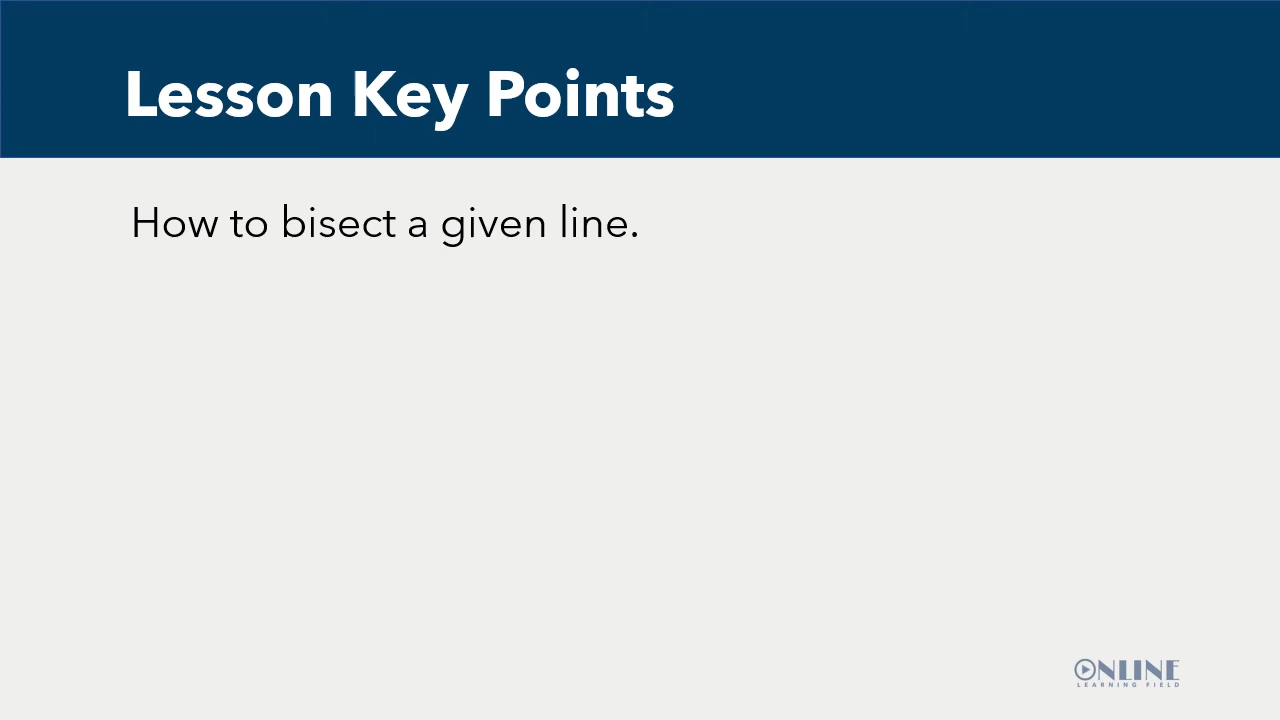 Lesson Key Points
How to bisect a given line.
ONLINE
LEARNING FIELD